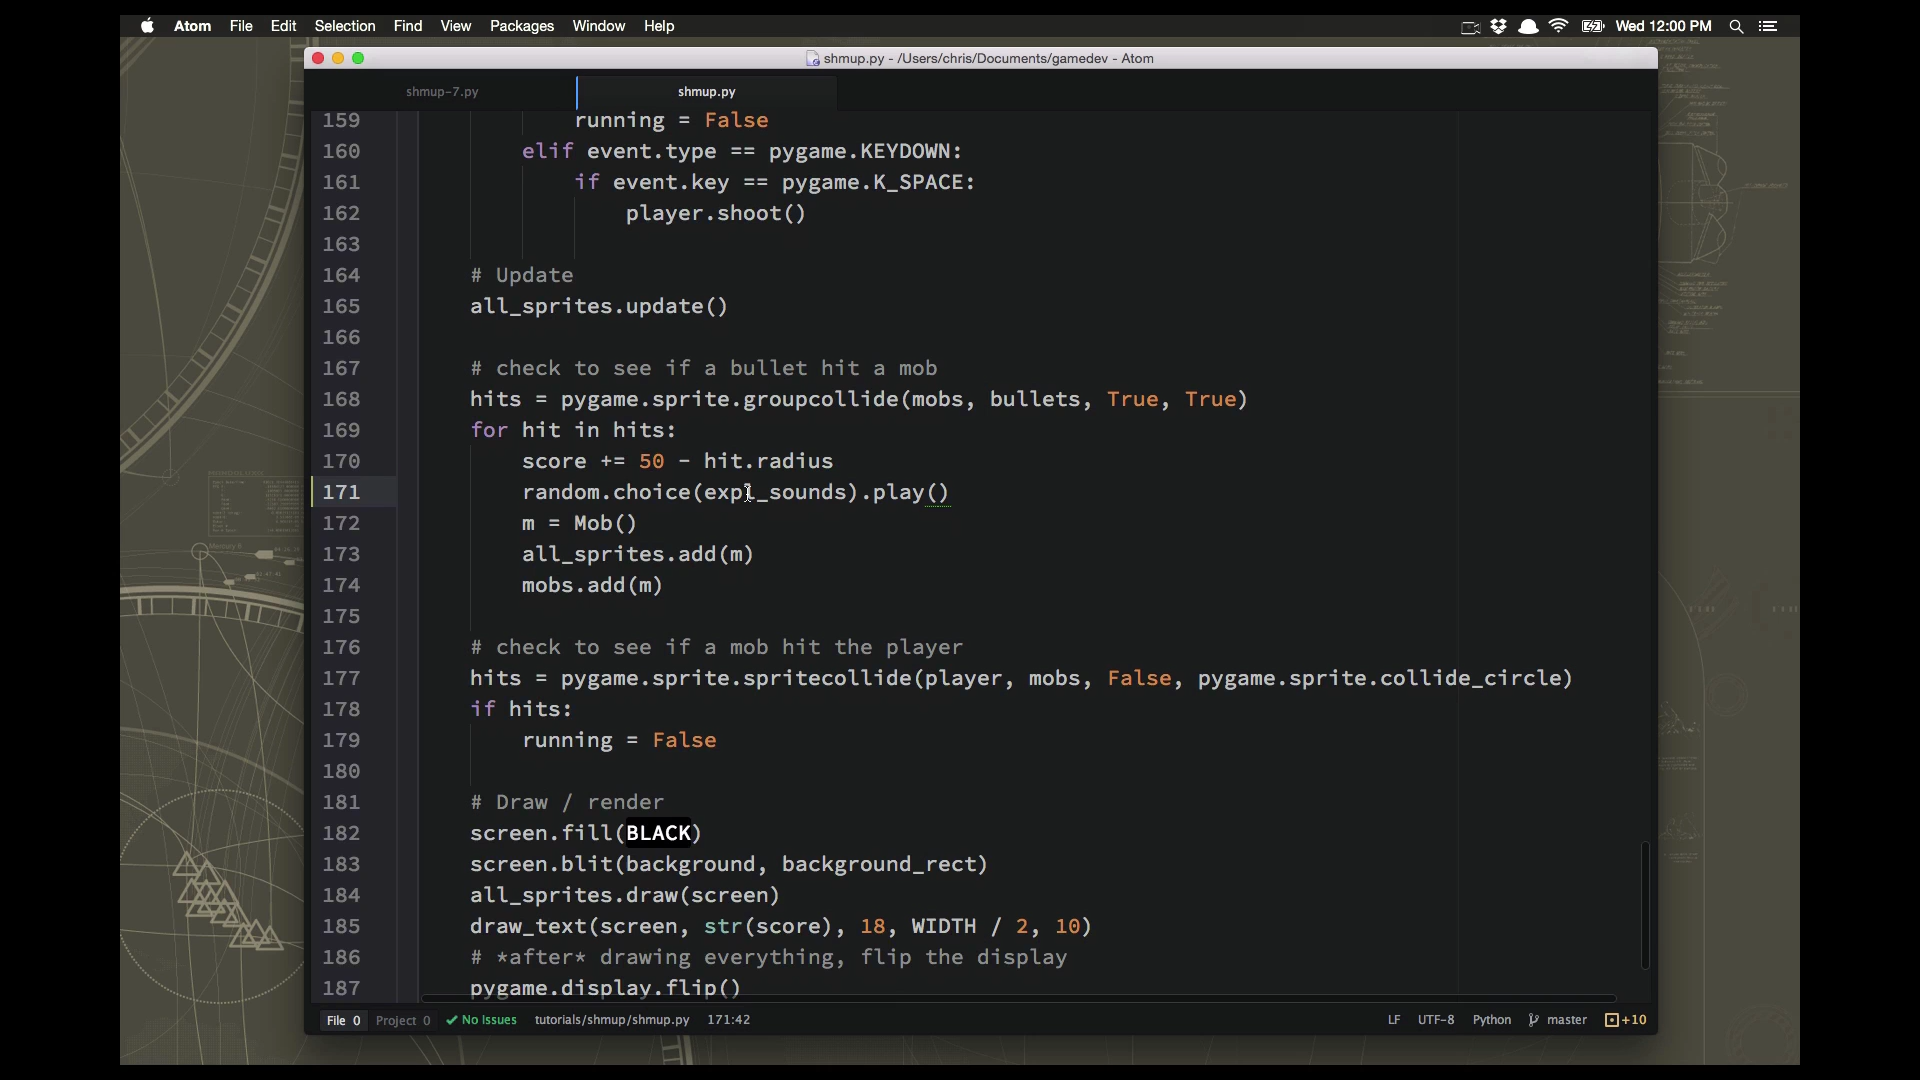 Atom File Edit Selection Find View Packages Window Help Wed 12:00 PM
shmup.py - /Users/chris/Documents/gamedev - Atom
shmup-7.py shmup.py
159 running = False
160 elif event.type == pygame.KEYDOWN:
161 if event.key == pygame.K_SPACE:
162 player.shoot()
163
164 # Update
165 all_sprites.update()
166
167 # check to see if a bullet hit a mob
168 hits = pygame.sprite.groupcollide(mobs, bullets, True, True)
169 for hit in hits:
170 score += 50 - hit.radius
171 random.choice(expl_sounds).play()
172 m = Mob()
173 all_sprites.add(m)
174 mobs.add(m)
175
176 # check to see if a mob hit the player
177 hits = pygame.sprite.spritecollide(player, mobs, False, pygame.sprite.collide_circle)
178 if hits:
179 running = False
180
181 # Draw / render
182 screen.fill(BLACK)
183 screen.blit(background, background_rect)
184 all_sprites.draw(screen)
185 draw_text(screen, str(score), 18, WIDTH / 2, 10)
186 # *after* drawing everything, flip the display
187 pygame.display.flip()
File 0 Project 0 No Issues tutorials/shmup/shmup.py 171:42 LF UTF-8 Python master +10